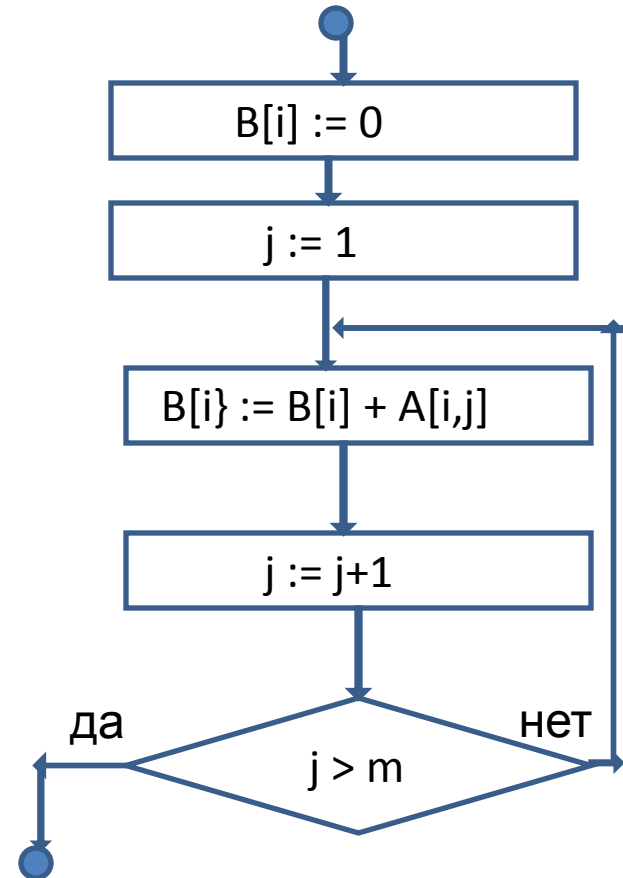 B[i] := 0
j := 1
B[i} := B[i] + A[i,j]
j := j+1
да
нет
j > m